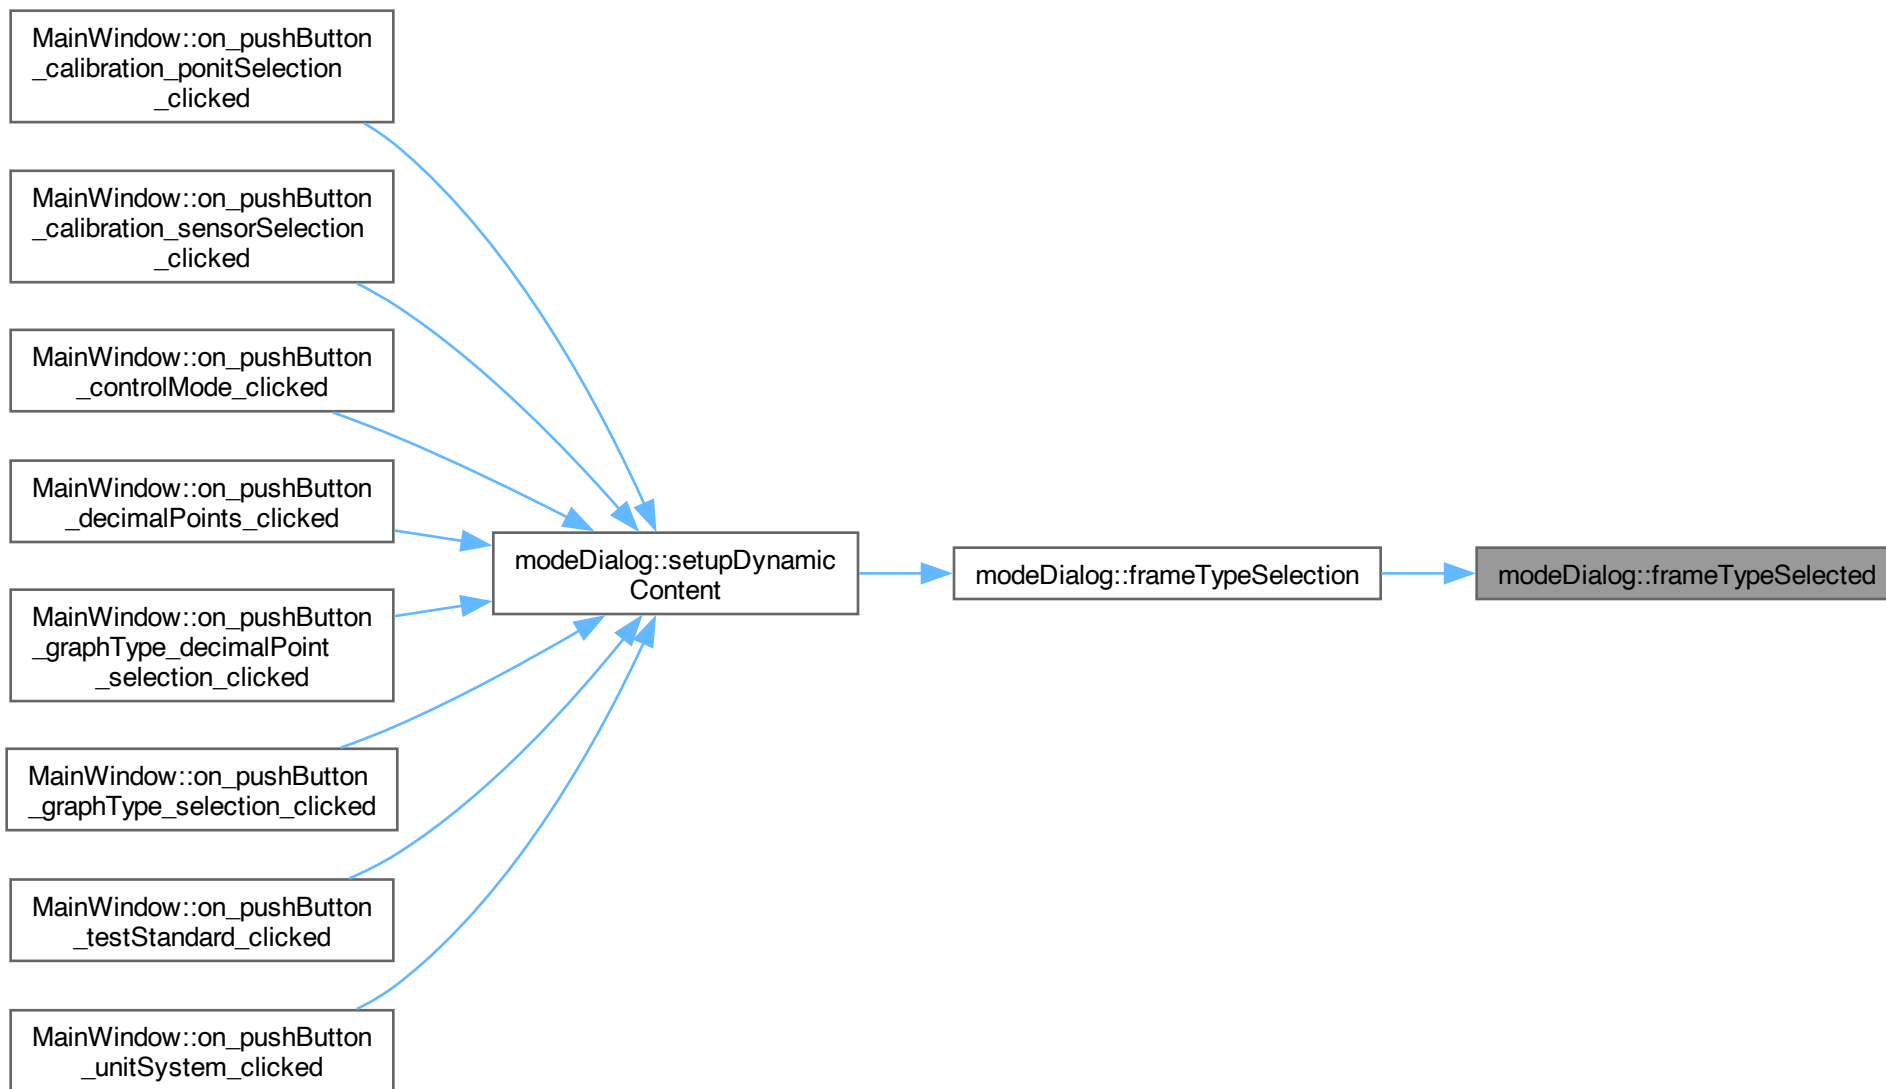 MainWindow::on_pushButton
_calibration_ponitSelection
_clicked
MainWindow::on_pushButton
_calibration_sensorSelection
_clicked
MainWindow::on_pushButton
_controlMode_clicked
MainWindow::on_pushButton
_decimalPoints_clicked
MainWindow::on_pushButton
_graphType_decimalPoint
_selection_clicked
MainWindow::on_pushButton
_graphType_selection_clicked
MainWindow::on_pushButton
_testStandard_clicked
MainWindow::on_pushButton
_unitSystem_clicked
modeDialog::setupDynamic
Content
modeDialog::frameTypeSelection
modeDialog::frameTypeSelected